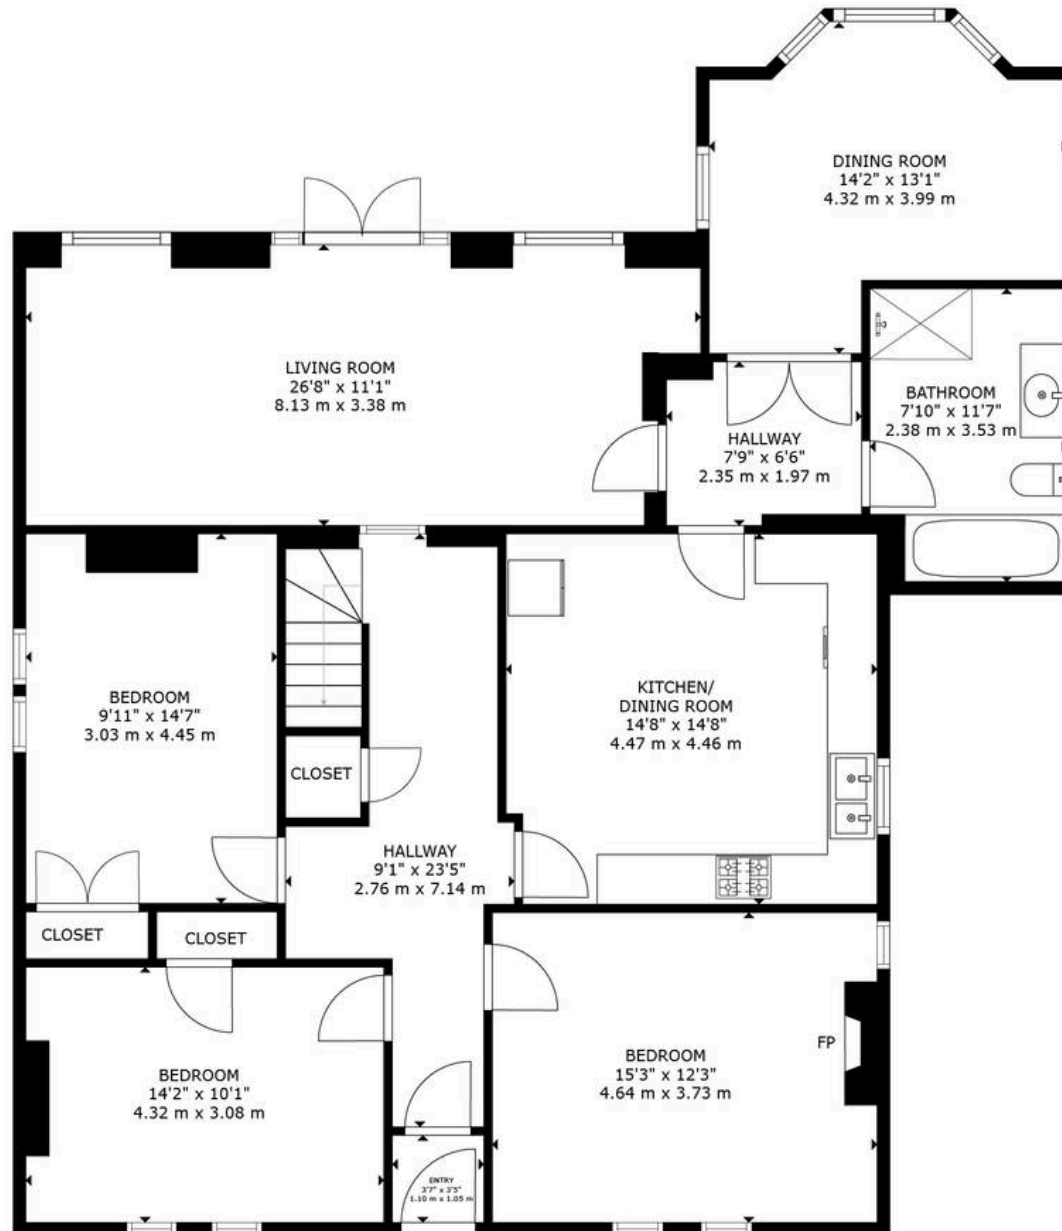 DINING ROOM
14'2" x 13'1"
4.32 m x 3.99 m
LIVING ROOM
26'8" x 11'1"
8.13 m x 3.38 m
BATHROOM
7'10" x 11'7"
2.38 m x 3.53 m
HALLWAY
7'9" x 6'6"
2.35 m x 1.97 m
BEDROOM
9'11" x 14'7"
3.03 m x 4.45 m
KITCHEN/
DINING ROOM
14'8" x 14'8"
4.47 m x 4.46 m
CLOSET
HALLWAY
9'1" x 23'5"
2.76 m x 7.14 m
CLOSET
CLOSET
BEDROOM
14'2" x 10'1"
4.32 m x 3.08 m
BEDROOM
15'3" x 12'3"
4.64 m x 3.73 m
FP
ENTRY
3'7" x 3'5"
1.10 m x 1.05 m